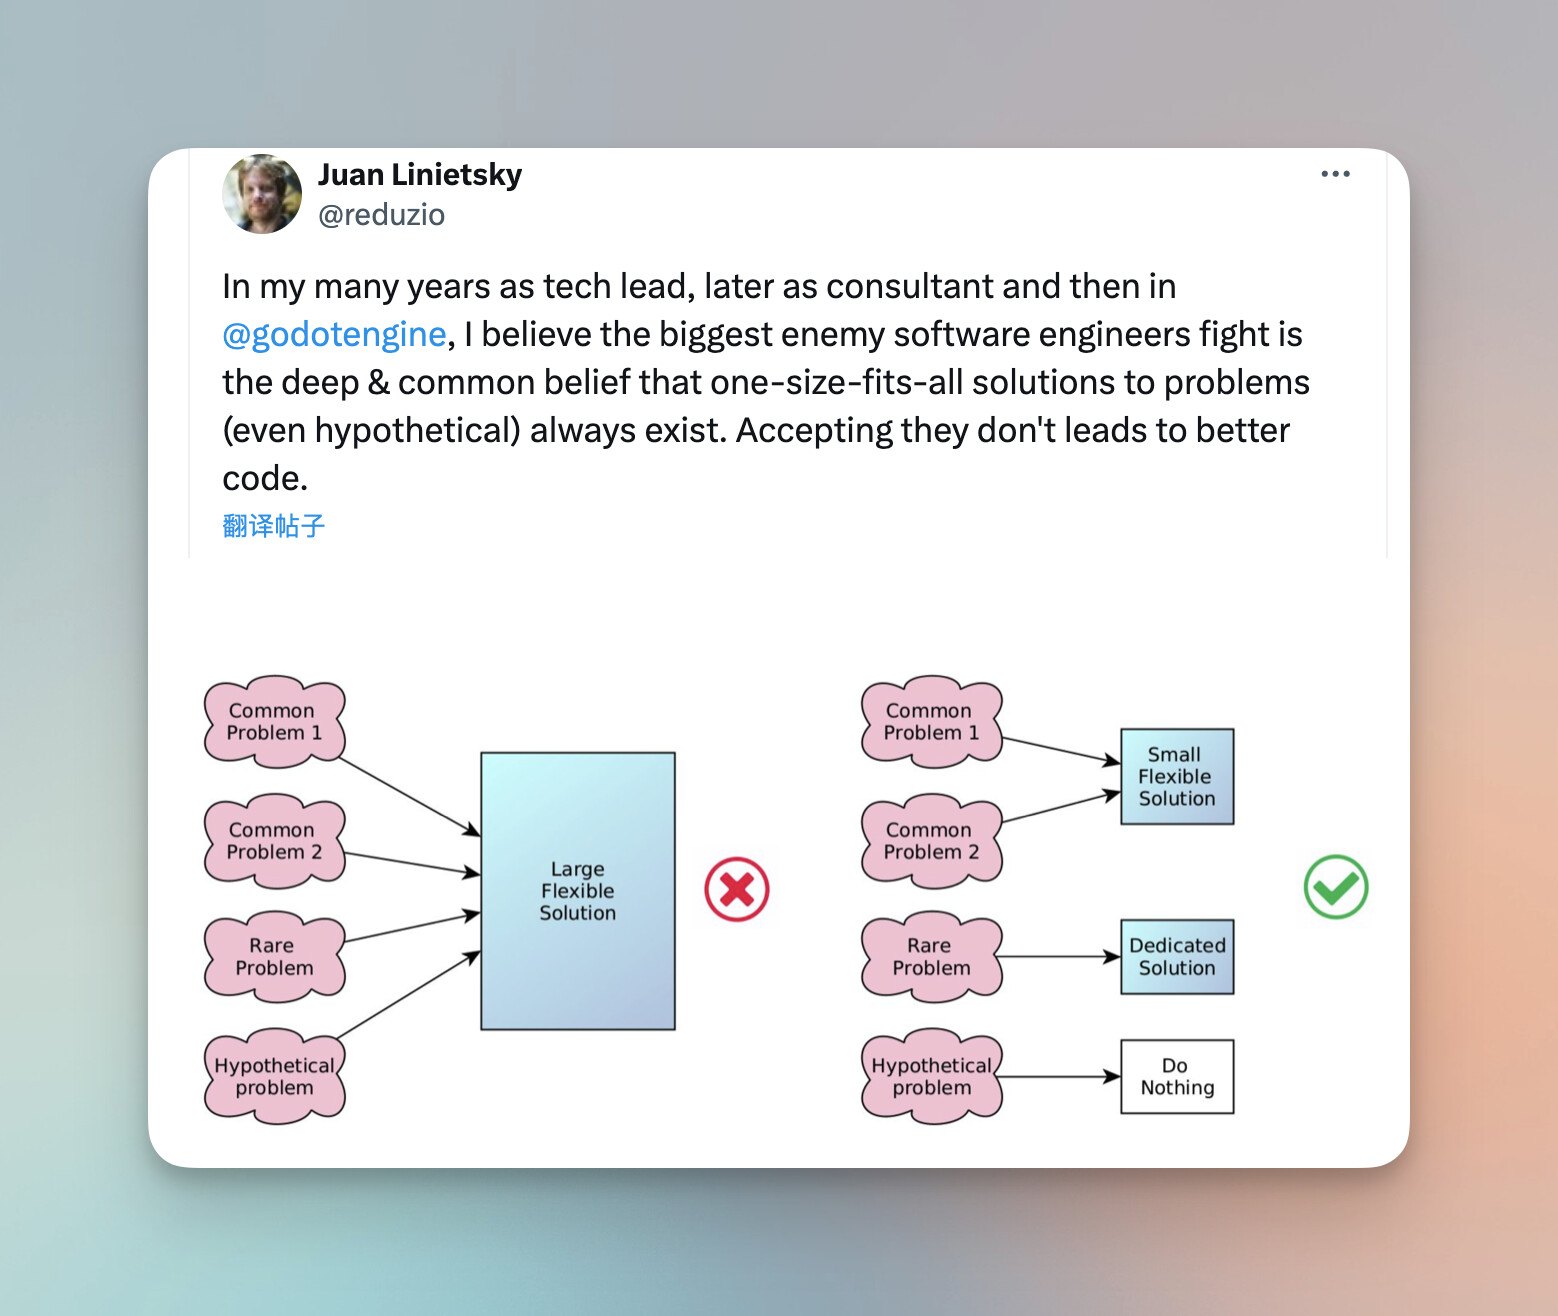 Juan Linietsky
@reduzio
In my many years as tech lead, later as consultant and then in
@godotengine, I believe the biggest enemy software engineers fight is
the deep & common belief that one-size-fits-all solutions to problems
(even hypothetical) always exist. Accepting they don't leads to better
code.
翻译帖子
Common
Problem 1
Common
Problem 2
Rare
Problem
Hypothetical
problem
Large
Flexible
Solution
Common
Problem 1
Common
Problem 2
Rare
Problem
Hypothetical
problem
Small
Flexible
Solution
Dedicated
Solution
Do
Nothing